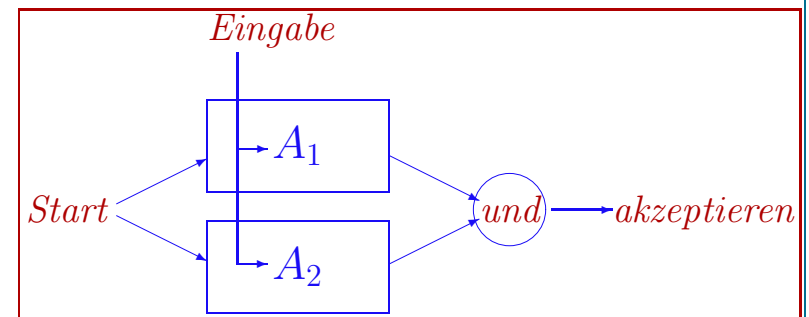 Eingabe
A₁
Start
und
akzeptieren
A₂